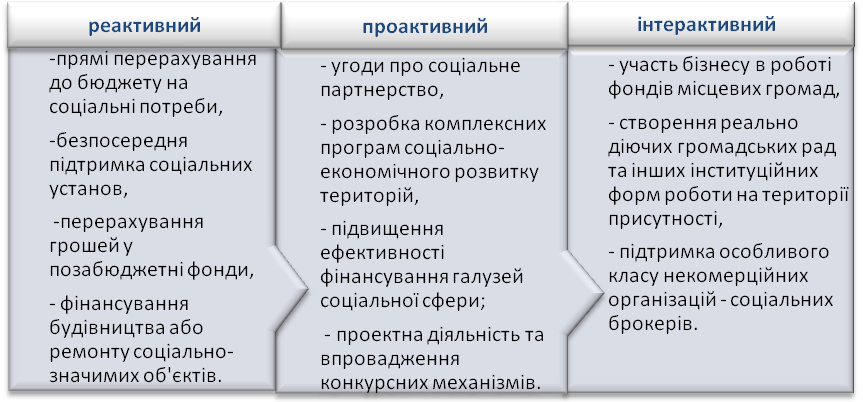 реактивний
-прямі перерахування
до бюджету на
соціальні потреби,
-безпосередня
підтримка соціальних
установ,
-перерахування
грошей у
позабюджетні фонди,
- фінансування
будівництва або
ремонту соціально-
значимих об'єктів.
проактивний
- угоди про соціальне
партнерство,
- розробка комплексних
програм соціально-
економічного розвитку
територій,
- підвищення
ефективності
фінансування галузей
соціальної сфери;
- проектна діяльність та
впровадження
конкурсних механізмів.
інтерактивний
- участь бізнесу в роботі
фондів місцевих громад,
- створення реально
діючих громадських рад
та інших інституційних
форм роботи на території
присутності,
- підтримка особливого
класу некомерційних
організацій - соціальних
брокерів.